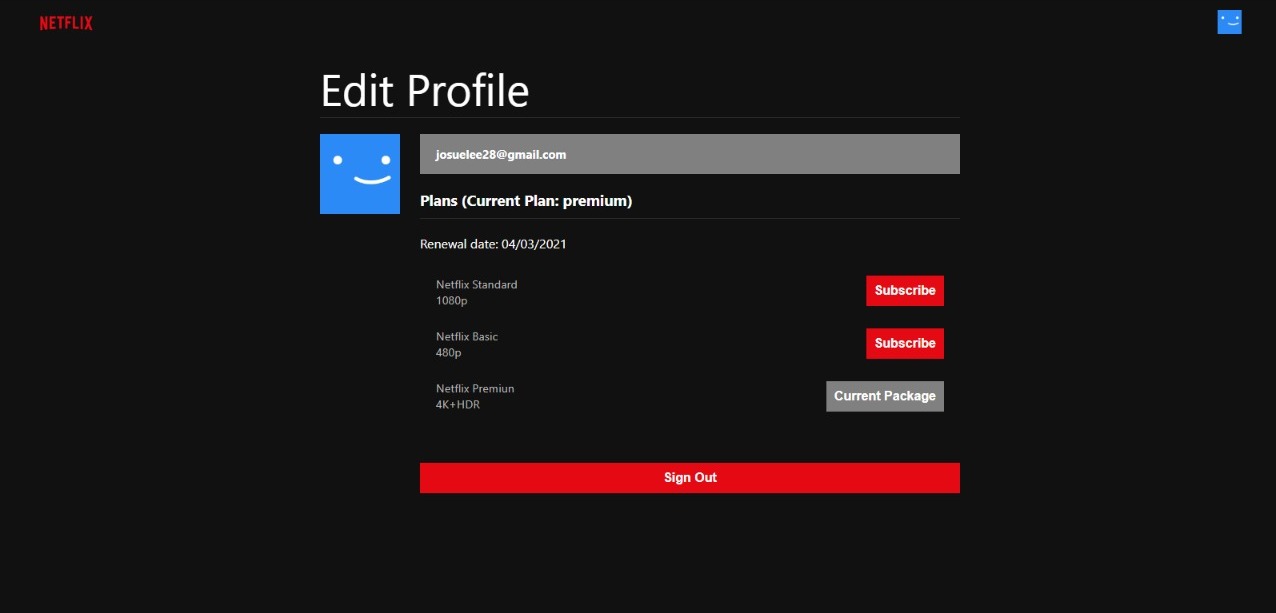 NETFLIX
Edit Profile
josuelee28@gmail.com
Plans (Current Plan: premium)
Renewal date: 04/03/2021
Netflix Standard
1080p
Subscribe
Netflix Basic
480p
Subscribe
Netflix Premiun
4K+HDR
Current Package
Sign Out